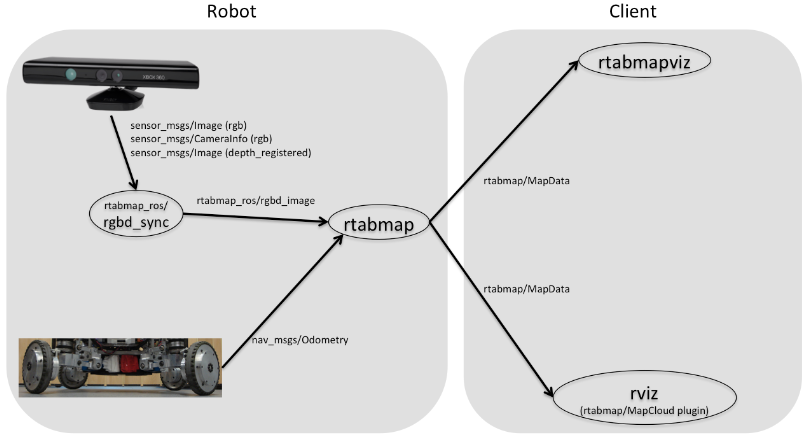 Robot
Client
XBOX 360
sensor_msgs/Image (rgb)
sensor_msgs/CameraInfo (rgb)
sensor_msgs/Image (depth_registered)
rtabmap_ros/
rgbd_sync
rtabmap_ros/rgbd_image
rtabmap
nav_msgs/Odometry
rtabmapviz
rtabmap/MapData
rtabmap/MapData
rviz
(rtabmap/MapCloud plugin)